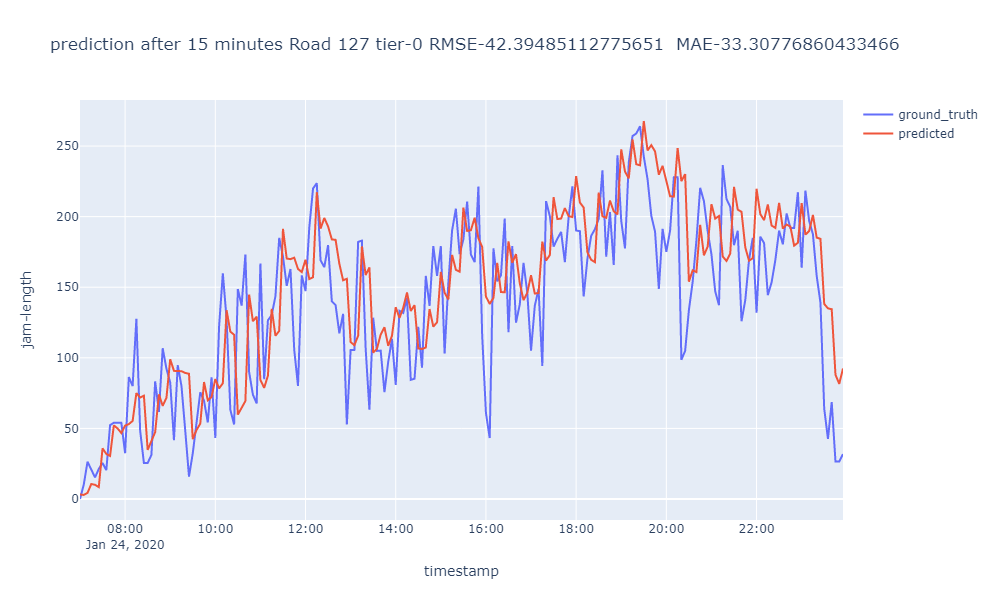 prediction after 15 minutes Road 127 tier-0 RMSE-42.39485112775651  MAE-33.30776860433466
ground_truth
predicted
250
200
150
100
50
0
jam-length
08:00 10:00 12:00 14:00 16:00 18:00 20:00 22:00
Jan 24, 2020
timestamp